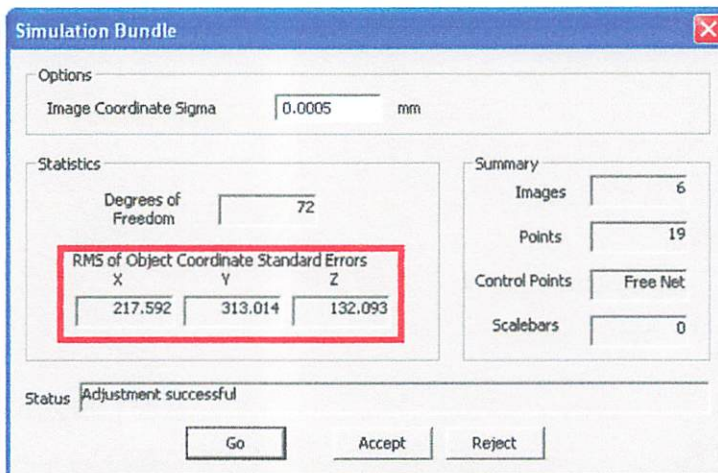 Simulation Bundle
Options
Image Coordinate Sigma 0.0005 mm
Statistics
Degrees of
Freedom
72
RMS of Object Coordinate Standard Errors
X Y Z
217.592 313.014 132.093
Summary
Images 6
Points 19
Control Points Free Net
Scalebars 0
Status Adjustment successful
Go Accept Reject